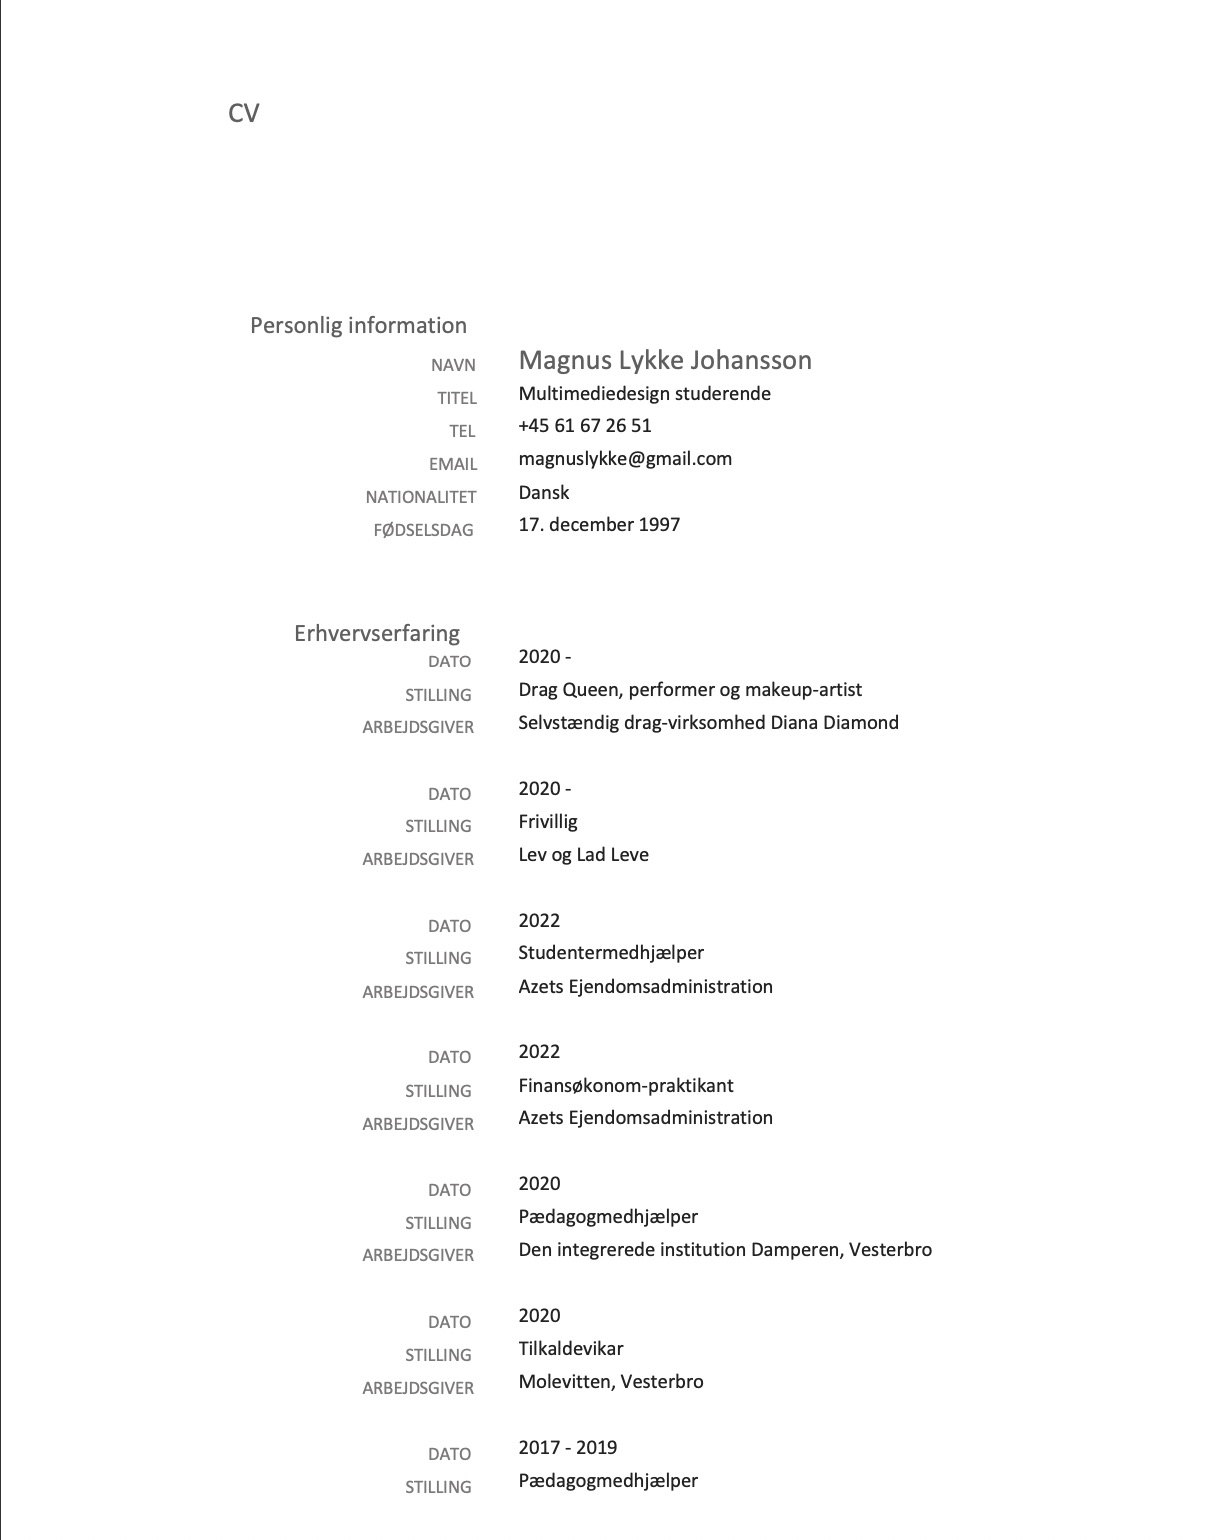 CV
Personlig information
NAVN Magnus Lykke Johansson
TITEL Multimediedesign studerende
TEL +45 61 67 26 51
EMAIL magnuslykke@gmail.com
NATIONALITET Dansk
FØDSELSDAG 17. december 1997
Erhvervserfaring
DATO 2020 -
STILLING Drag Queen, performer og makeup-artist
ARBEJDSGIVER Selvstændig drag-virksomhed Diana Diamond
DATO 2020 -
STILLING Frivillig
ARBEJDSGIVER Lev og Lad Leve
DATO 2022
STILLING Studentermedhjælper
ARBEJDSGIVER Azets Ejendomsadministration
DATO 2022
STILLING Finansøkonom-praktikant
ARBEJDSGIVER Azets Ejendomsadministration
DATO 2020
STILLING Pædagogmedhjælper
ARBEJDSGIVER Den integrerede institution Damperen, Vesterbro
DATO 2020
STILLING Tilkaldevikar
ARBEJDSGIVER Molevitten, Vesterbro
DATO 2017 - 2019
STILLING Pædagogmedhjælper